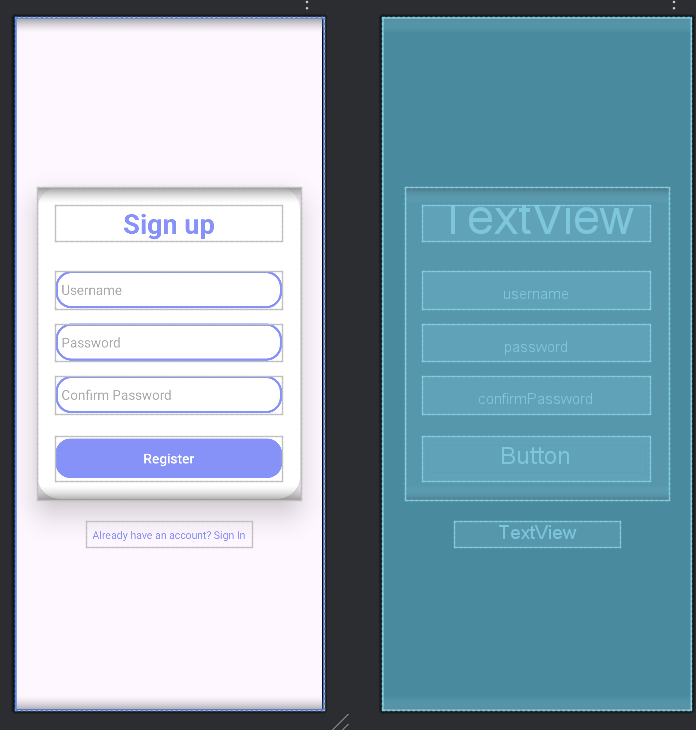 Sign up
Username
Password
Confirm Password
Register
Already have an account? Sign In
TextView
username
password
confirmPassword
Button
TextView